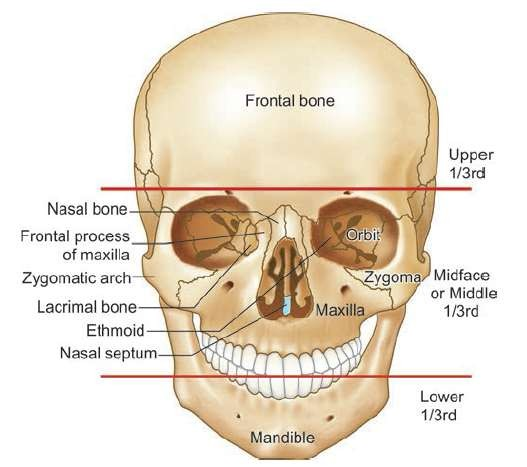 Frontal bone
Upper
1/3rd
Nasal bone
Frontal process
of maxilla
Zygomatic arch
Lacrimal bone
Ethmoid
Nasal septum
Orbit
Zygoma
Maxilla
Midface
or Middle
1/3rd
Lower
1/3rd
Mandible